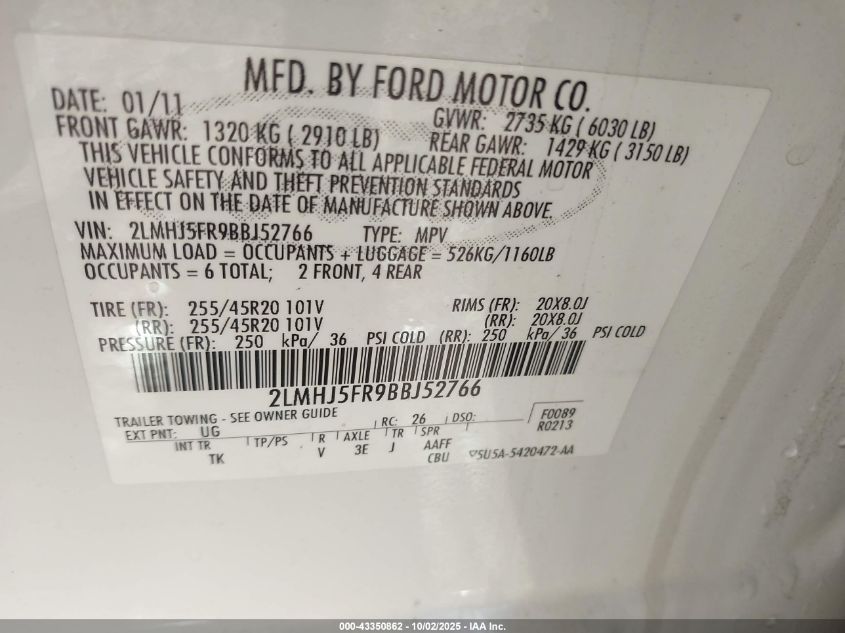 MFD. BY FORD MOTOR CO.
DATE: 01/11 GVWR: 2735 KG ( 6030 LB)
FRONT GAWR: 1320 KG ( 2910 LB) REAR GAWR: 1429 KG ( 3150 LB)
THIS VEHICLE CONFORMS TO ALL APPLICABLE FEDERAL MOTOR
VEHICLE SAFETY AND THEFT PREVENTION STANDARDS
IN EFFECT ON THE DATE OF MANUFACTURE SHOWN ABOVE.
VIN: 2LMHJ5FR9BBJ52766 TYPE: MPV
MAXIMUM LOAD = OCCUPANTS + LUGGAGE = 526KG/1160LB
OCCUPANTS = 6 TOTAL; 2 FRONT, 4 REAR
TIRE (FR): 255/45R20 101V RIMS (FR): 20X8.0J
(RR): 255/45R20 101V (RR): 20X8.0J
PRESSURE (FR): 250 kPa/ 36 PSI COLD (RR): 250 kPa/ 36 PSI COLD
2LMHJ5FR9BBJ52766
TRAILER TOWING - SEE OWNER GUIDE F0089
EXT PNT: UG RC: 26 DSO: R0213
INT TR TP/PS R AXLE TR SPR AAFF
TK V 3E J CBU 5U5A-5420472-AA
000-43350862 - 10/02/2025 - IAA Inc.